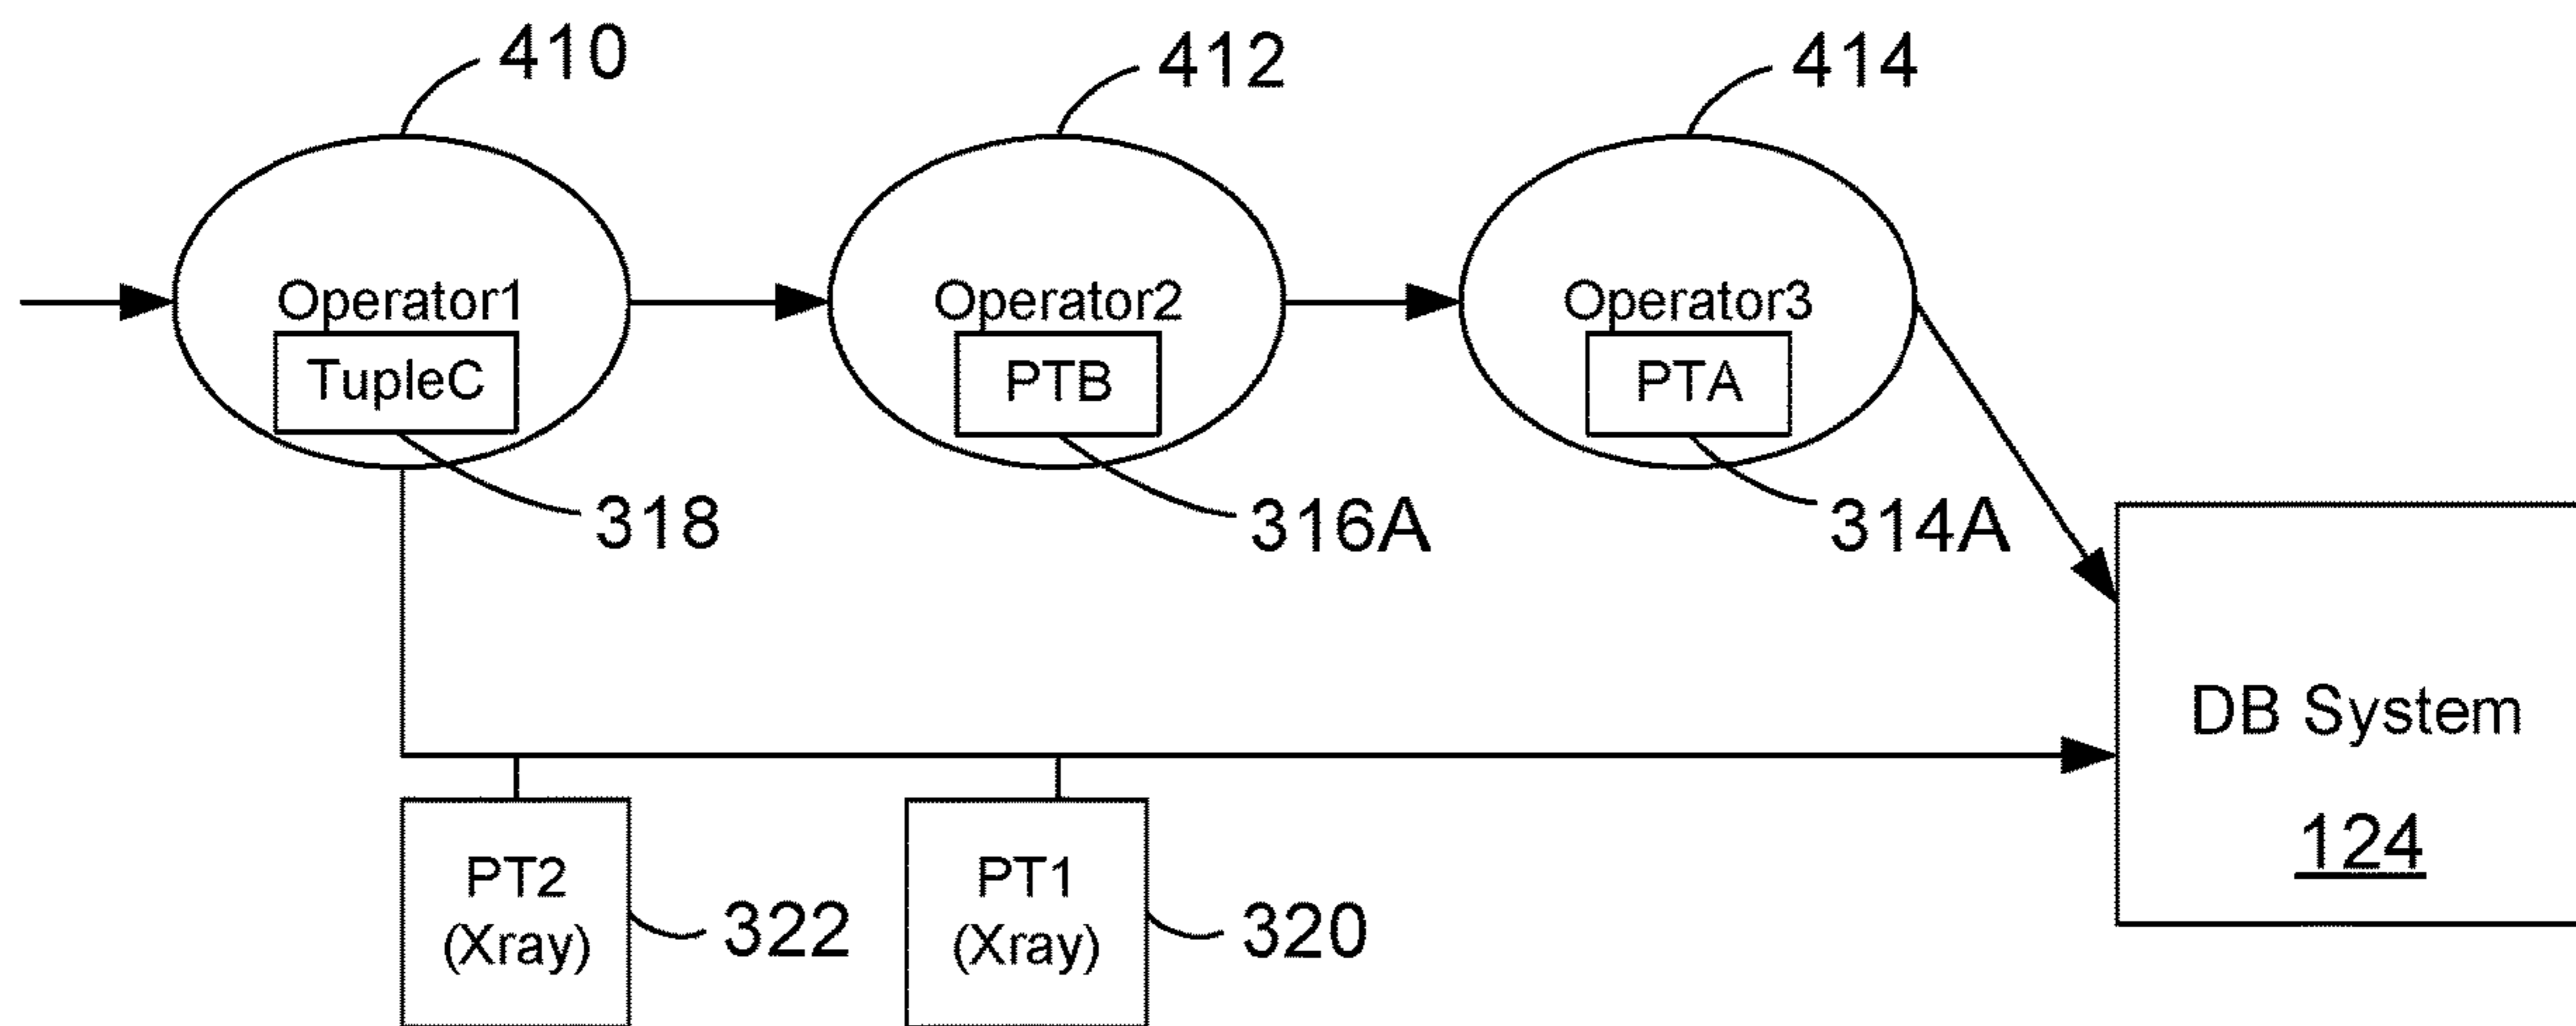 410
412
414
Operator1
TupleC
Operator2
PTB
Operator3
PTA
318
316A
314A
DB System
124
PT2
(Xray)
322
PT1
(Xray)
320